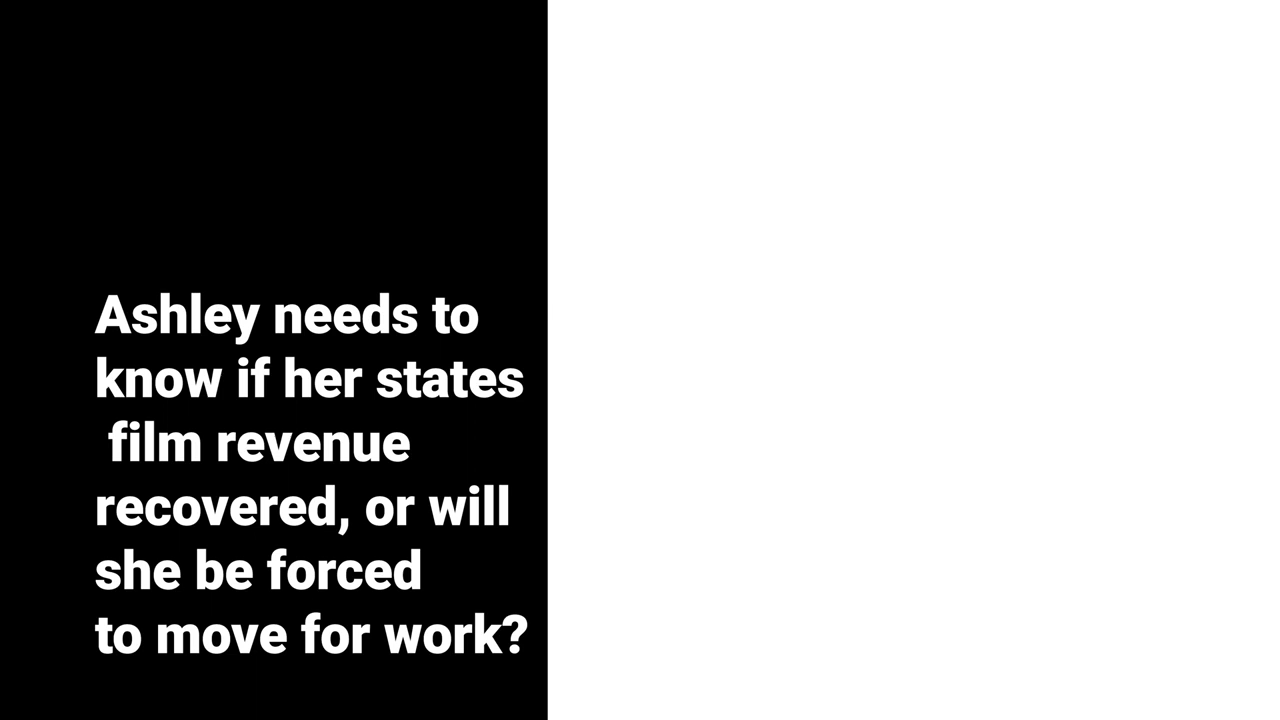 Ashley needs to
know if her states
film revenue
recovered, or will
she be forced
to move for work?